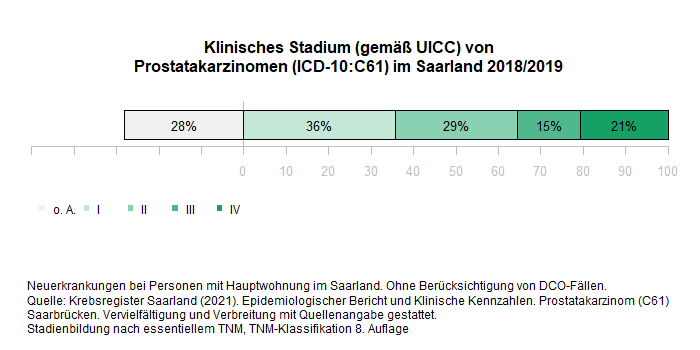 Klinisches Stadium (gemäß UICC) von
Prostatakarzinomen (ICD-10:C61) im Saarland 2018/2019
28% 36% 29% 15% 21%
0 10 20 30 40 50 60 70 80 90 100
o. A. I II III IV
Neuerkrankungen bei Personen mit Hauptwohnung im Saarland. Ohne Berücksichtigung von DCO-Fällen.
Quelle: Krebsregister Saarland (2021). Epidemiologischer Bericht und Klinische Kennzahlen. Prostatakarzinom (C61)
Saarbrücken. Vervielfältigung und Verbreitung mit Quellenangabe gestattet.
Stadienbildung nach essentiellem TNM, TNM-Klassifikation 8. Auflage